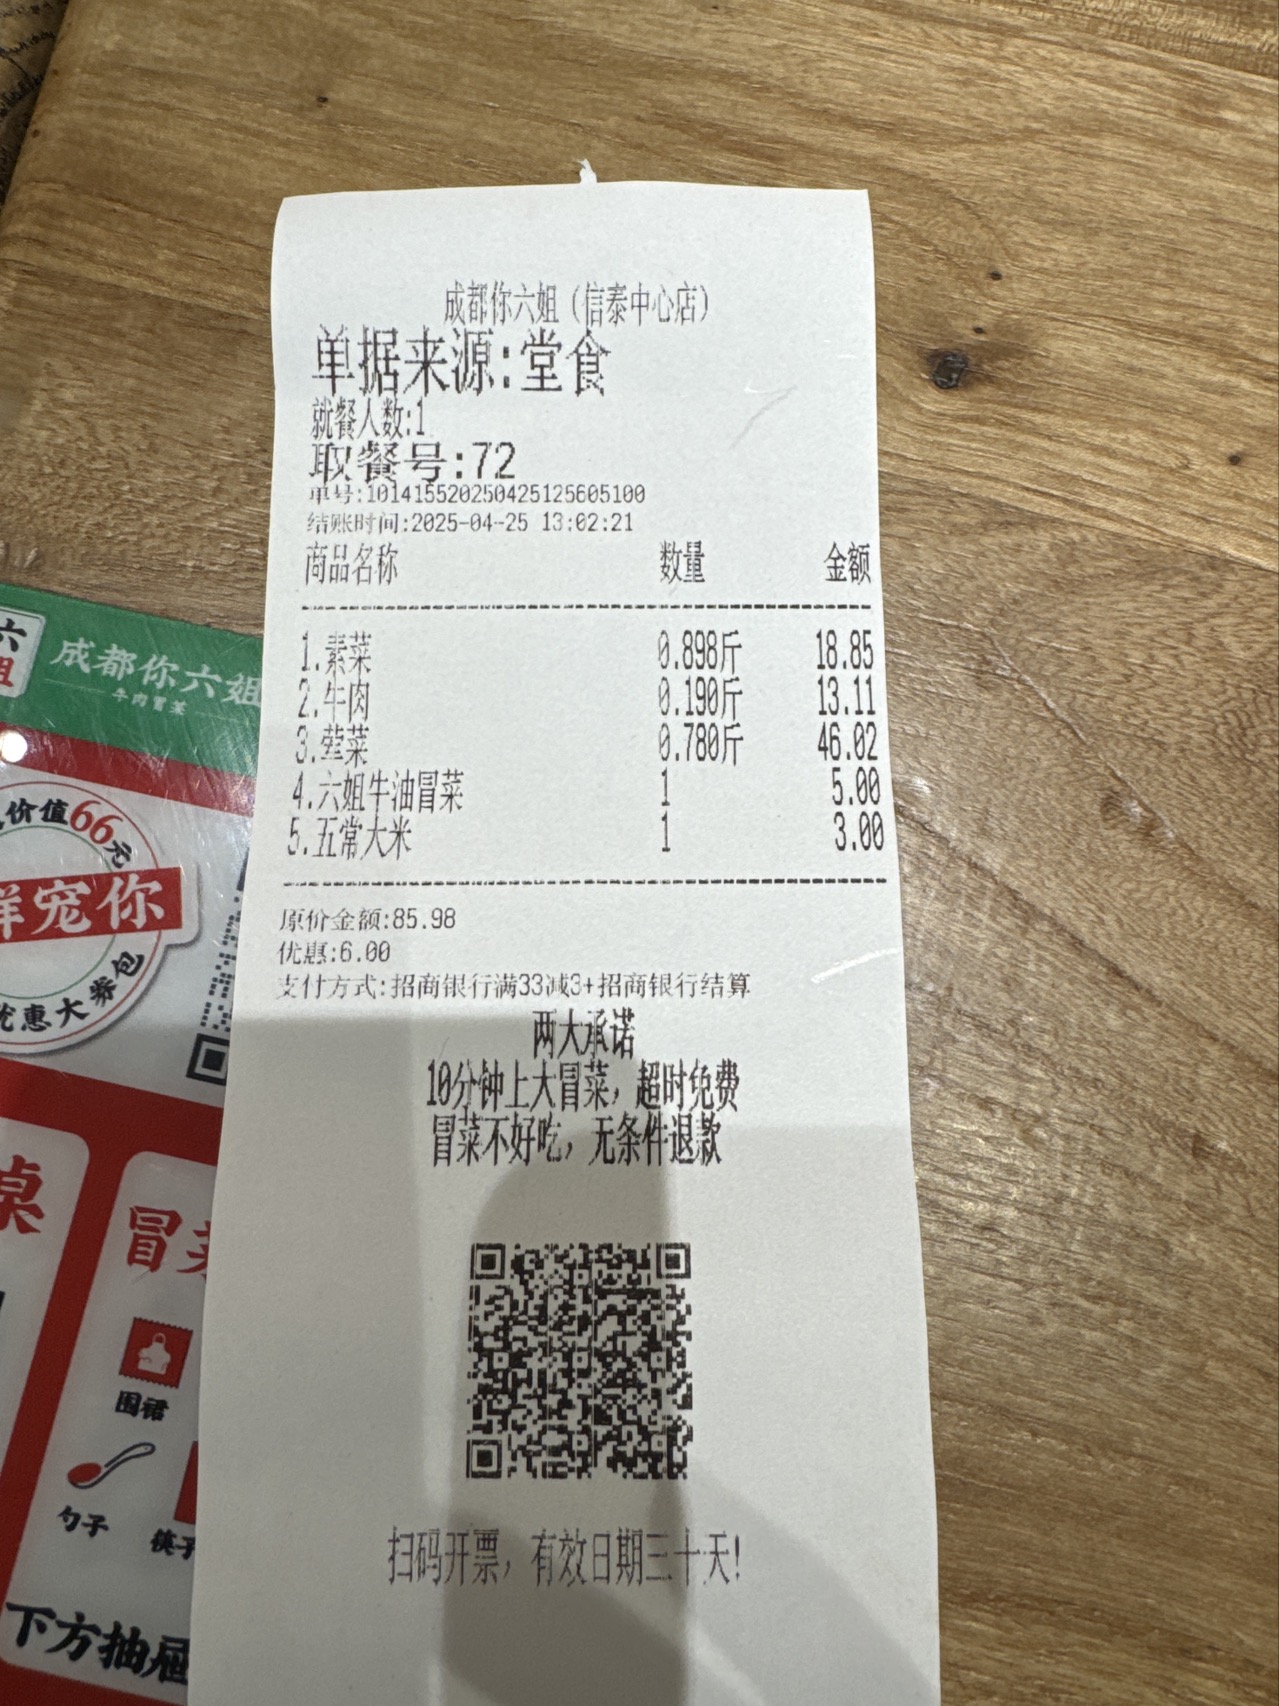 成都你六姐（信泰中心店）
单据来源:堂食
就餐人数:1
取餐号:72
单号:101415520250425125605100
结账时间:2025-04-25 13:02:21
商品名称 数量 金额
1.素菜 0.898斤 18.85
2.牛肉 0.190斤 13.11
3.荤菜 0.780斤 46.02
4.六姐牛油冒菜 1 5.00
5.五常大米 1 3.00
原价金额:85.98
优惠:6.00
支付方式:招商银行满33减3+招商银行结算
两大承诺
10分钟上大冒菜，超时免费
冒菜不好吃，无条件退款
扫码开票，有效日期三十天!
六
姐
成都你六姐
牛肉冒菜
价值66元
宠你
优惠大券包
桌
冒菜
围裙
勺子
筷子
下方抽屉